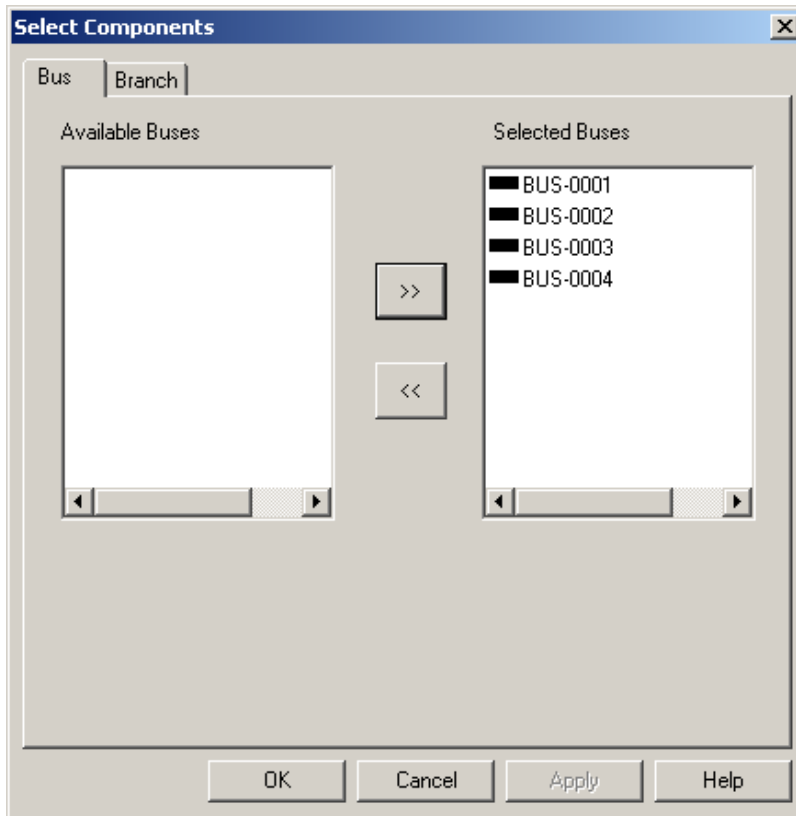 Select Components
Bus
Branch
Available Buses
Selected Buses
BUS-0001
BUS-0002
BUS-0003
BUS-0004
>>
<<
OK
Cancel
Apply
Help